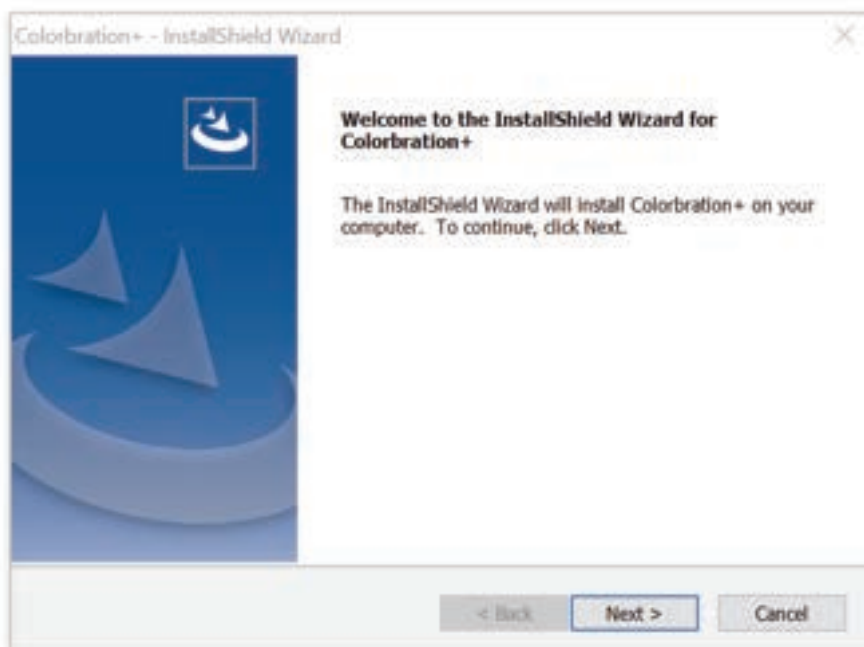 Colorbration+ - InstallShield Wizard
Welcome to the InstallShield Wizard for
Colorbration+
The InstallShield Wizard will install Colorbration+ on your
computer. To continue, click Next.
< Back
Next >
Cancel